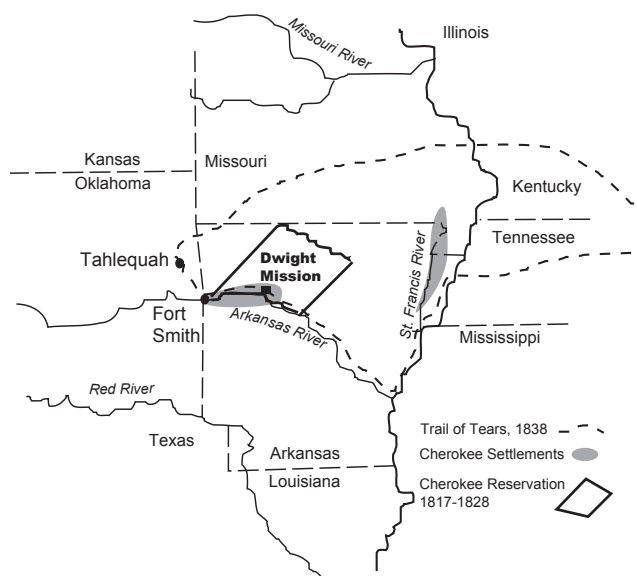 Illinois
Missouri River
Kansas
Missouri
Oklahoma
Kentucky
Tennessee
Tahlequah
Dwight
Mission
St. Francis River
Fort
Smith
Arkansas River
Mississippi
Red River
Texas
Arkansas
Louisiana
Trail of Tears, 1838
Cherokee Settlements
Cherokee Reservation
1817-1828